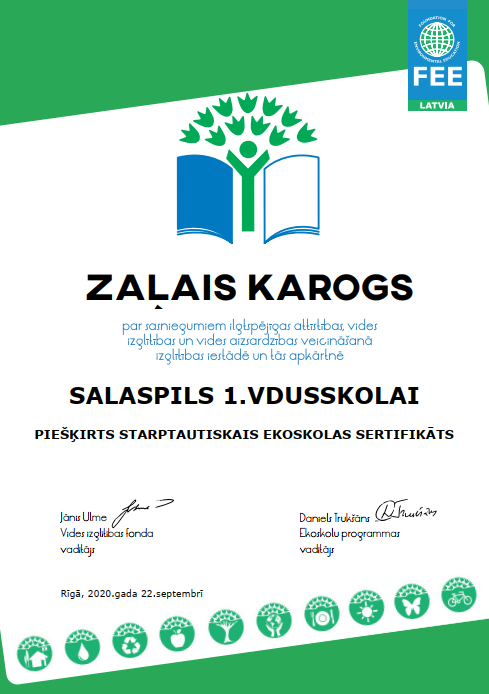 FOUNDATION FOR ENVIRONMENTAL EDUCATION
FEE
LATVIA
ZAĻAIS KAROGS
par sasniegumiem ilgtspējīgas attīstības, vides
izglītības un vides aizsardzības veicināšanā
izglītības iestādē un tās apkārtnē
SALASPILS 1.VDUSSKOLAI
PIEŠĶIRTS STARPTAUTISKAIS EKOSKOLAS SERTIFIKĀTS
Jānis Ulme
Vides izglītības fonda
vadītājs
Daniels Trukšāns
Ekoskolu programmas
vadītājs
Rīgā, 2020.gada 22.septembrī